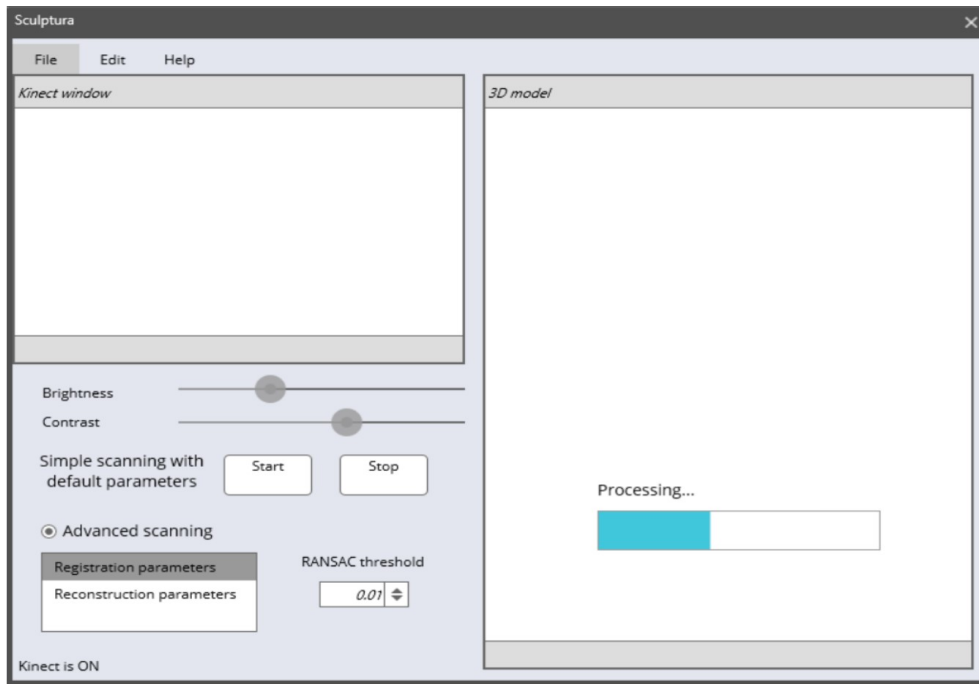 Sculptura
File Edit Help
Kinect window
3D model
Brightness
Contrast
Simple scanning with
default parameters
Start
Stop
Advanced scanning
Registration parameters
Reconstruction parameters
RANSAC threshold
0.01
Kinect is ON
Processing...